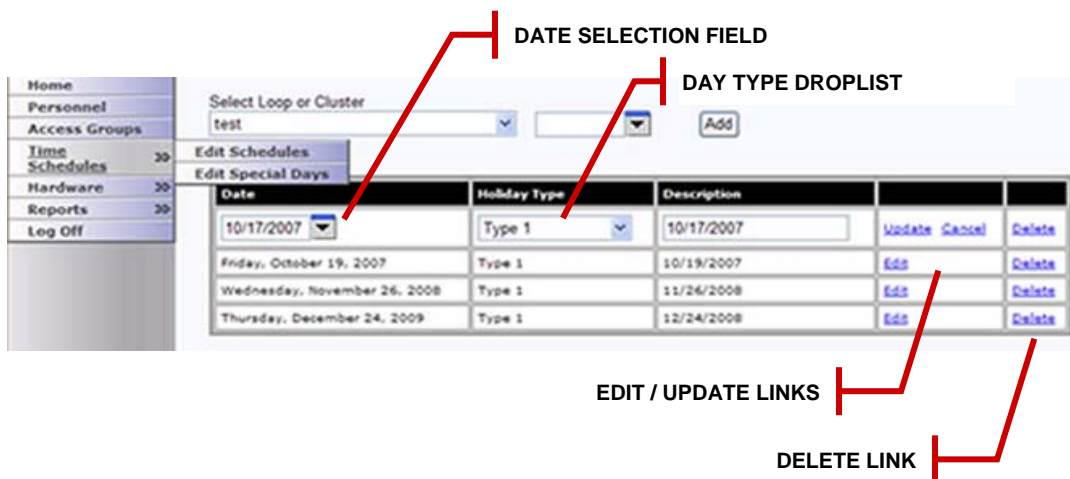 DATE SELECTION FIELD
DAY TYPE DROPLIST
Home
Personnel
Access Groups
Time Schedules
Hardware
Reports
Log Off
Select Loop or Cluster
test
Add
Edit Schedules
Edit Special Days
Date Holiday Type Description
10/17/2007 Type 1 10/17/2007 Update Cancel Delete
Friday, October 19, 2007 Type 1 10/19/2007 Edit Delete
Wednesday, November 26, 2008 Type 1 11/26/2008 Edit Delete
Thursday, December 24, 2009 Type 1 12/24/2008 Edit Delete
EDIT / UPDATE LINKS
DELETE LINK